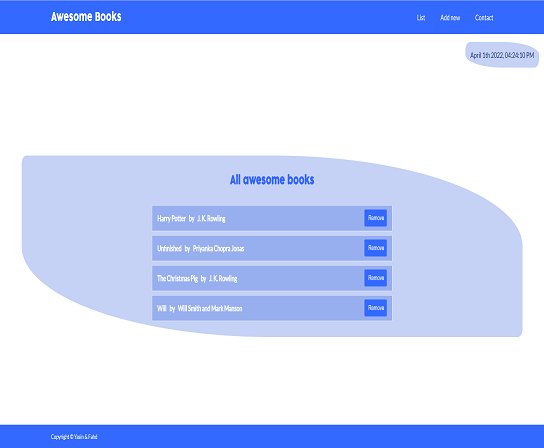 Awesome Books
List Add new Contact
April 1th 2022, 04:24:10 PM
All awesome books
Harry Potter by J. K. Rowling Remove
Unfinished by Priyanka Chopra Jonas Remove
The Christmas Pig by J. K. Rowling Remove
Will by Will Smith and Mark Manson Remove
Copyright © Yasin & Fahd